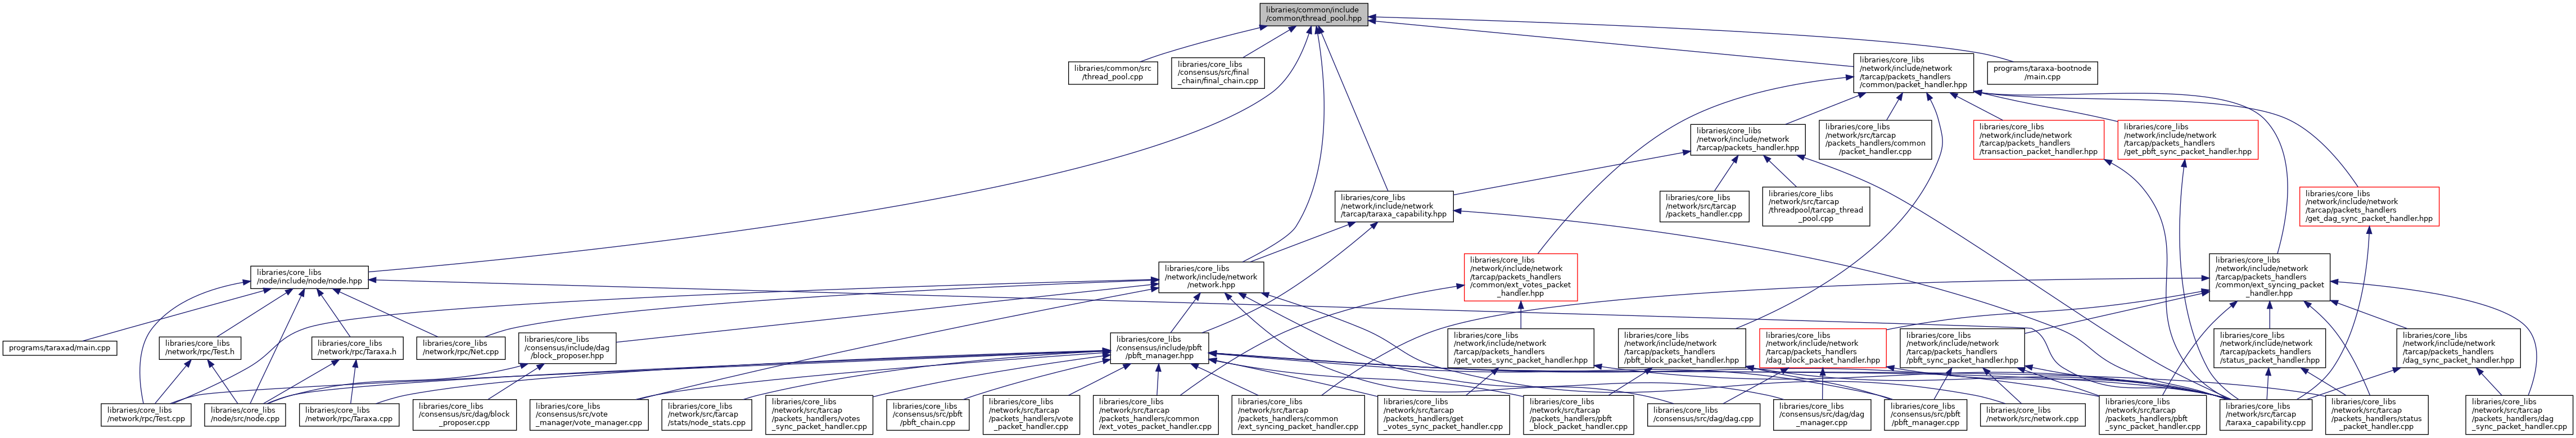 libraries/common/include
/common/thread_pool.hpp
libraries/common/src
/thread_pool.cpp
libraries/core_libs
/consensus/src/final
_chain/final_chain.cpp
libraries/core_libs
/network/include/network
/tarcap/packets_handlers
/common/packet_handler.hpp
programs/taraxa-bootnode
/main.cpp
libraries/core_libs
/network/include/network
/tarcap/packets_handler.hpp
libraries/core_libs
/network/src/tarcap
/packets_handlers/common
/packet_handler.cpp
libraries/core_libs
/network/include/network
/tarcap/packets_handlers
/transaction_packet_handler.hpp
libraries/core_libs
/network/include/network
/tarcap/packets_handlers
/get_pbft_sync_packet_handler.hpp
libraries/core_libs
/network/include/network
/tarcap/taraxa_capability.hpp
libraries/core_libs
/network/src/tarcap
/packets_handler.cpp
libraries/core_libs
/network/src/tarcap
/threadpool/tarcap_thread
_pool.cpp
libraries/core_libs
/network/include/network
/tarcap/packets_handlers
/get_dag_sync_packet_handler.hpp
libraries/core_libs
/node/include/node/node.hpp
libraries/core_libs
/network/include/network
/network.hpp
libraries/core_libs
/network/include/network
/tarcap/packets_handlers
/common/ext_votes_packet
_handler.hpp
libraries/core_libs
/network/include/network
/tarcap/packets_handlers
/common/ext_syncing_packet
_handler.hpp
programs/taraxad/main.cpp
libraries/core_libs
/network/rpc/Test.h
libraries/core_libs
/network/rpc/Taraxa.h
libraries/core_libs
/network/rpc/Net.cpp
libraries/core_libs
/consensus/include/dag
/block_proposer.hpp
libraries/core_libs
/consensus/include/pbft
/pbft_manager.hpp
libraries/core_libs
/network/include/network
/tarcap/packets_handlers
/get_votes_sync_packet_handler.hpp
libraries/core_libs
/network/include/network
/tarcap/packets_handlers
/pbft_block_packet_handler.hpp
libraries/core_libs
/network/include/network
/tarcap/packets_handlers
/dag_block_packet_handler.hpp
libraries/core_libs
/network/include/network
/tarcap/packets_handlers
/pbft_sync_packet_handler.hpp
libraries/core_libs
/network/include/network
/tarcap/packets_handlers
/status_packet_handler.hpp
libraries/core_libs
/network/include/network
/tarcap/packets_handlers
/dag_sync_packet_handler.hpp
libraries/core_libs
/network/rpc/Test.cpp
libraries/core_libs
/node/src/node.cpp
libraries/core_libs
/network/rpc/Taraxa.cpp
libraries/core_libs
/consensus/src/dag/block
_proposer.cpp
libraries/core_libs
/consensus/src/vote
_manager/vote_manager.cpp
libraries/core_libs
/network/src/tarcap
/stats/node_stats.cpp
libraries/core_libs
/network/src/tarcap
/packets_handlers/votes
_sync_packet_handler.cpp
libraries/core_libs
/consensus/src/pbft
/pbft_chain.cpp
libraries/core_libs
/network/src/tarcap
/packets_handlers/vote
_packet_handler.cpp
libraries/core_libs
/network/src/tarcap
/packets_handlers/common
/ext_votes_packet_handler.cpp
libraries/core_libs
/network/src/tarcap
/packets_handlers/common
/ext_syncing_packet_handler.cpp
libraries/core_libs
/network/src/tarcap
/packets_handlers/get
_votes_sync_packet_handler.cpp
libraries/core_libs
/network/src/tarcap
/packets_handlers/pbft
_block_packet_handler.cpp
libraries/core_libs
/consensus/src/dag/dag.cpp
libraries/core_libs
/consensus/src/dag/dag
_manager.cpp
libraries/core_libs
/consensus/src/pbft
/pbft_manager.cpp
libraries/core_libs
/network/src/network.cpp
libraries/core_libs
/network/src/tarcap
/packets_handlers/pbft
_sync_packet_handler.cpp
libraries/core_libs
/network/src/tarcap
/taraxa_capability.cpp
libraries/core_libs
/network/src/tarcap
/packets_handlers/status
_packet_handler.cpp
libraries/core_libs
/network/src/tarcap
/packets_handlers/dag
_sync_packet_handler.cpp